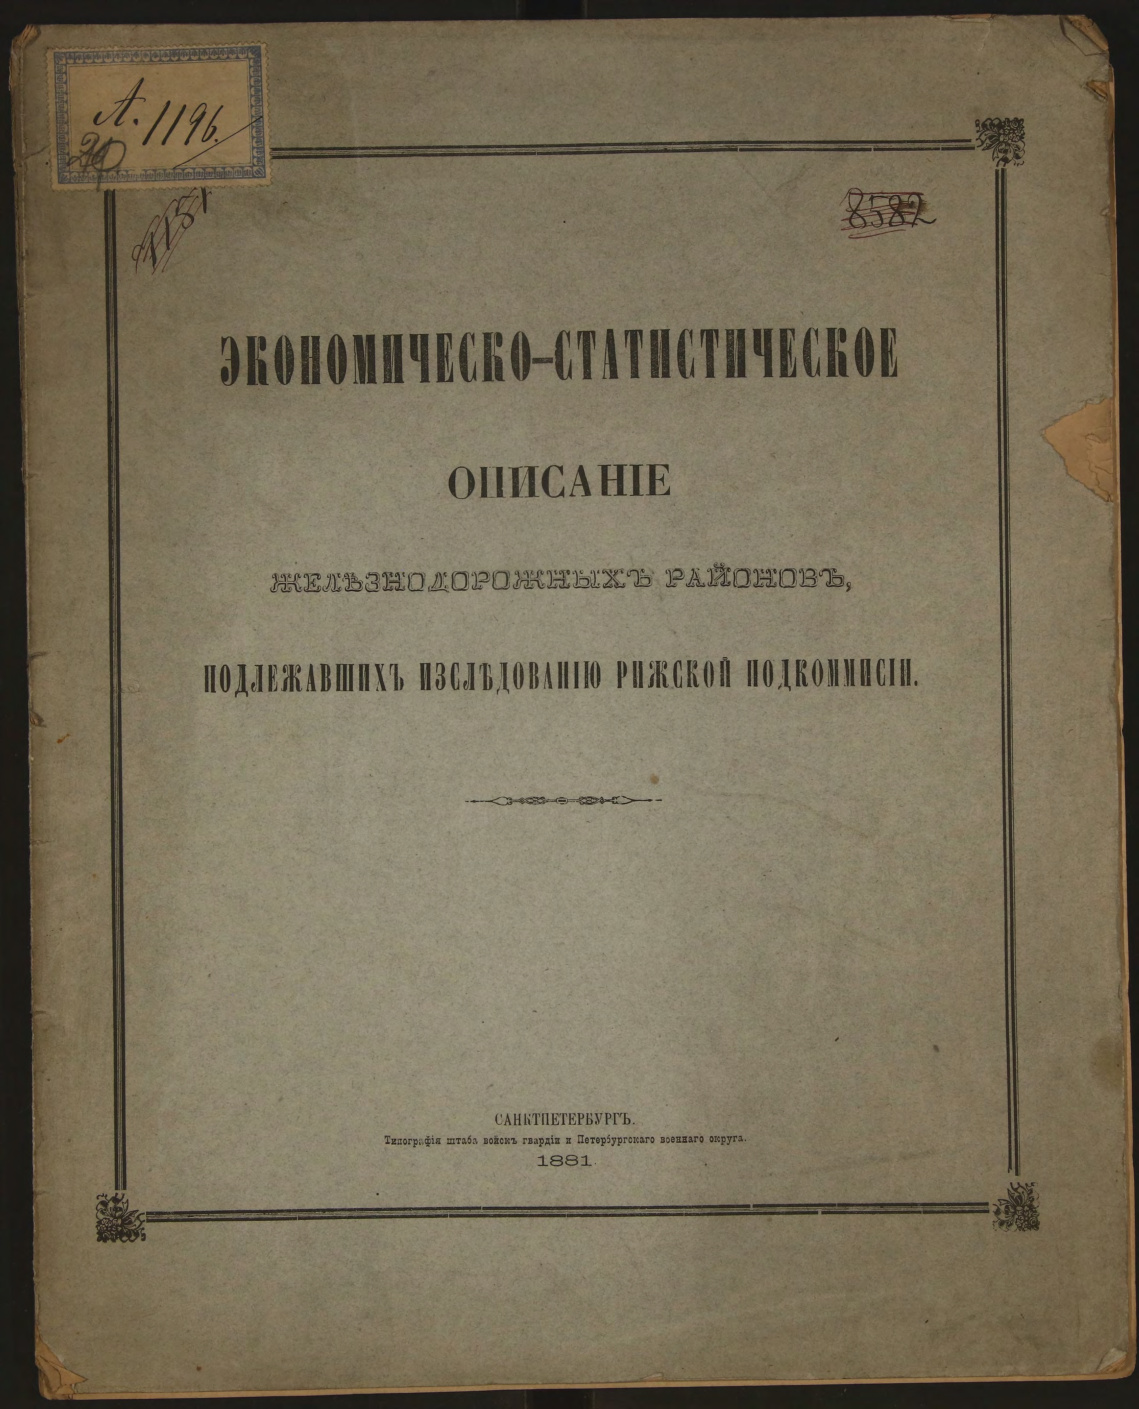 А. 1196.
8582
ЭКОНОМИЧЕСКО-СТАТИСТИЧЕСКОЕ
ОПИСАНІЕ
ЖЕЛѢЗНОДОРОЖНЫХЪ РАЙОНОВЪ,
ПОДЛЕЖАВШИХЪ ИЗСЛѢДОВАНІЮ РИЖСКОЙ ПОДКОММИСІИ.
САНКТПЕТЕРБУРГЪ.
Типографія штаба войскъ гвардіи и Петербургскаго военнаго округа.
1881.